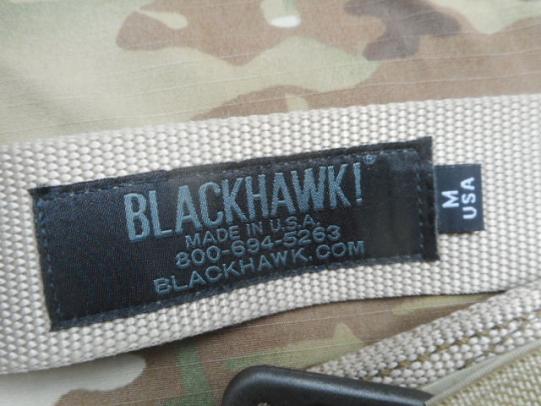 BLACKHAWK!®
MADE IN U.S.A.
800-694-5263
BLACKHAWK.COM
M
USA